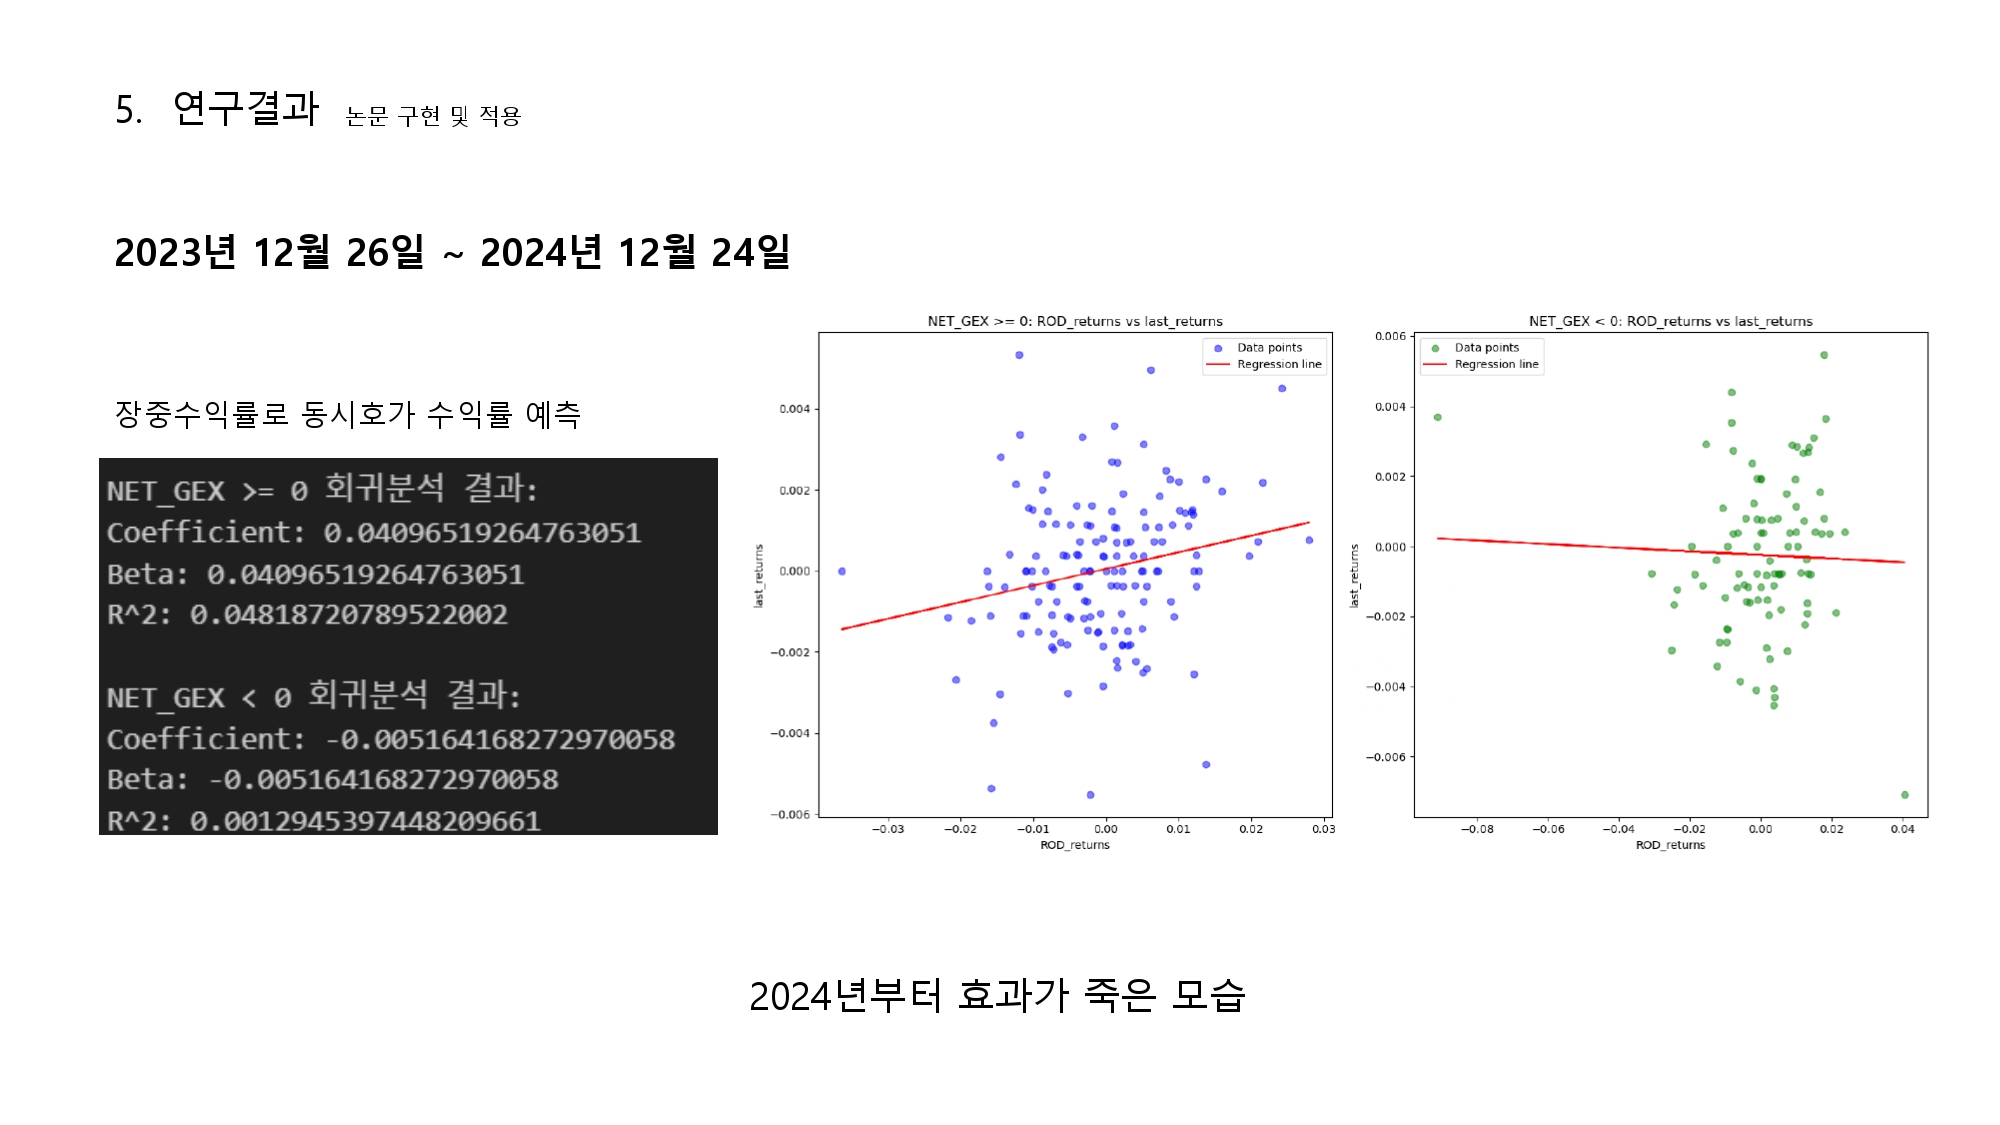 5. 연구결과 논문 구현 및 적용
2023년 12월 26일 ~ 2024년 12월 24일
장중수익률로 동시호가 수익률 예측
NET_GEX >= 0 회귀분석 결과:
Coefficient: 0.04096519264763051
Beta: 0.04096519264763051
R^2: 0.04818720789522002
NET_GEX < 0 회귀분석 결과:
Coefficient: -0.005164168272970058
Beta: -0.005164168272970058
R^2: 0.0012945397448209661
NET_GEX >= 0: ROD_returns vs last_returns
Data points
Regression line
0.004
0.002
0.000
−0.002
−0.004
−0.006
last_returns
−0.03 −0.02 −0.01 0.00 0.01 0.02 0.03
ROD_returns
NET_GEX < 0: ROD_returns vs last_returns
Data points
Regression line
0.006
0.004
0.002
0.000
−0.002
−0.004
−0.006
last_returns
−0.08 −0.06 −0.04 −0.02 0.00 0.02 0.04
ROD_returns
2024년부터 효과가 죽은 모습